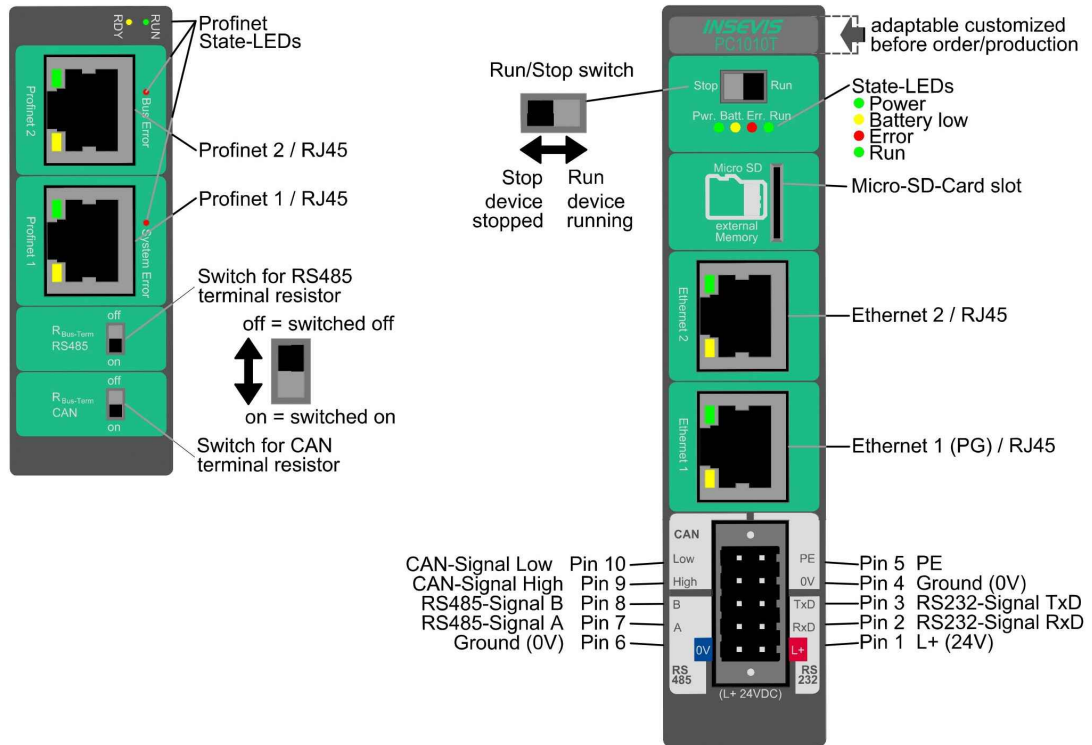 RDY
RUN
Profinet
State-LEDs
Profinet 2
Bus Error
Profinet 2 / RJ45
Profinet 1 / RJ45
Profinet 1
System Error
Switch for RS485
terminal resistor
off
RBus-Term
RS485
on
off = switched off
on = switched on
off
RBus-Term
CAN
on
Switch for CAN
terminal resistor
INSEVIS
PC1010T
adaptable customized
before order/production
Run/Stop switch
Stop
Run
Stop
device
stopped
Run
device
running
Pwr. Batt. Err. Run
State-LEDs
Power
Battery low
Error
Run
Micro SD
external
Memory
Micro-SD-Card slot
Ethernet 2
Ethernet 2 / RJ45
Ethernet 1
Ethernet 1 (PG) / RJ45
CAN
CAN-Signal Low Pin 10
Low
PE
Pin 5 PE
CAN-Signal High Pin 9
High
0V
Pin 4 Ground (0V)
RS485-Signal B Pin 8
B
TxD
Pin 3 RS232-Signal TxD
RS485-Signal A Pin 7
A
RxD
Pin 2 RS232-Signal RxD
Ground (0V) Pin 6
0V
L+
Pin 1 L+ (24V)
RS
485
RS
232
(L+ 24VDC)